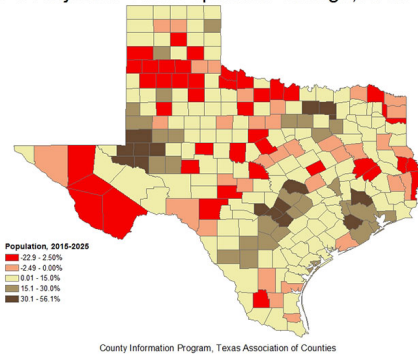 Population, 2015-2025
-22.9 - 2.50%
-2.49 - 0.00%
0.01 - 15.0%
15.1 - 30.0%
30.1 - 56.1%
County Information Program, Texas Association of Counties